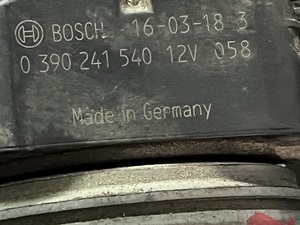 BOSCH 16-03-18 3
0 390 241 540 12V 058
Made in Germany